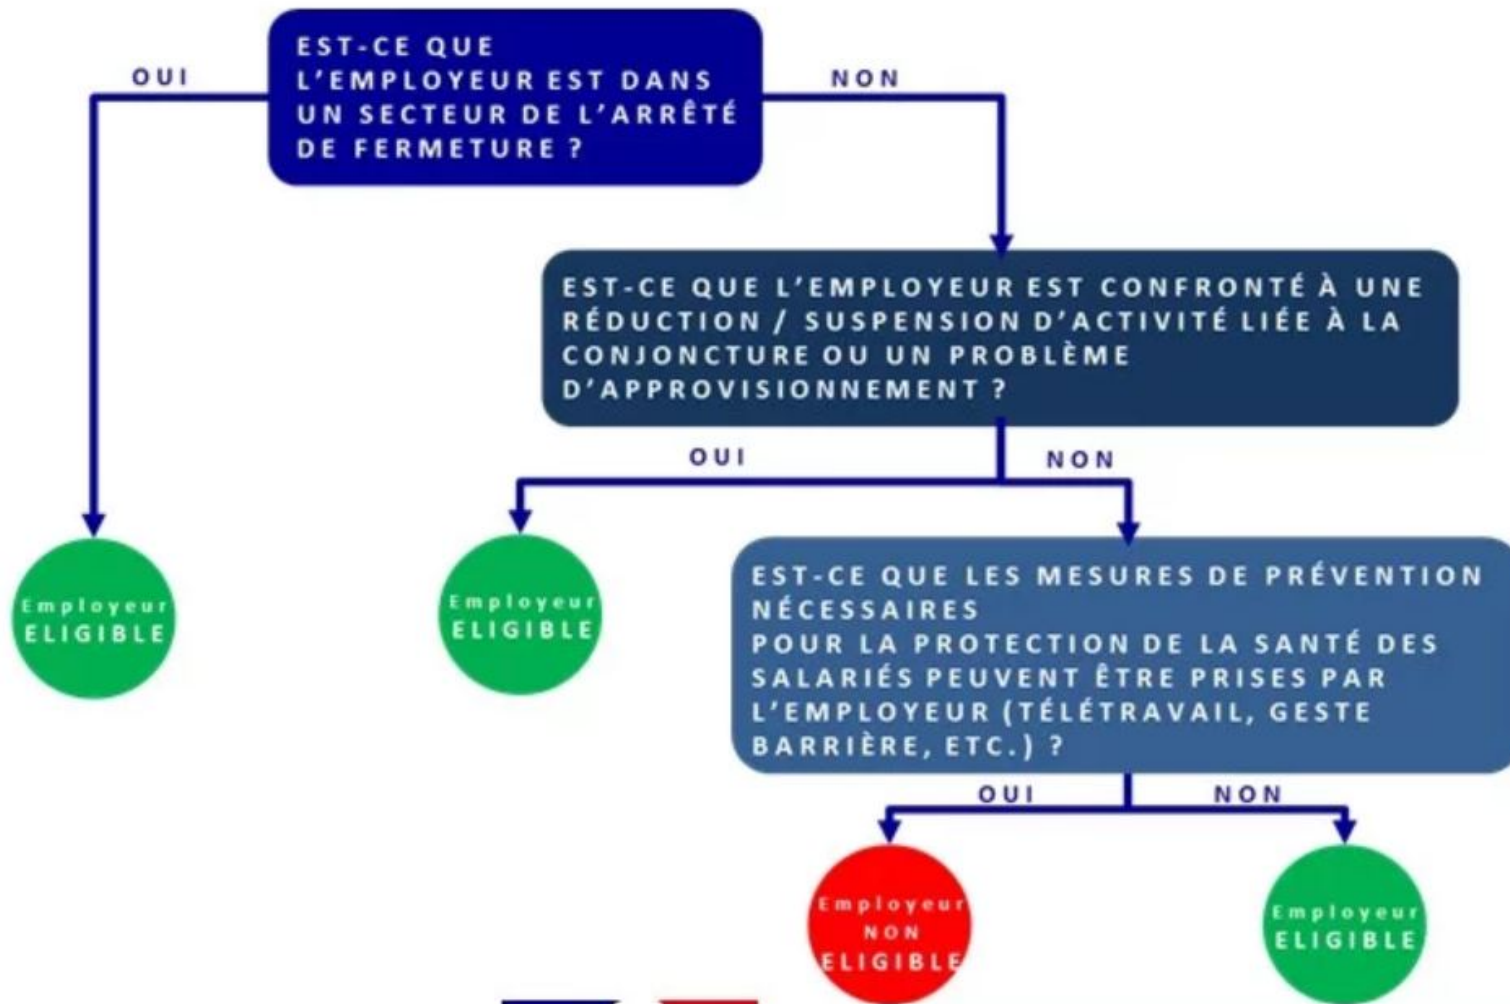 EST-CE QUE
L'EMPLOYEUR EST DANS
UN SECTEUR DE L'ARRÊTÉ
DE FERMETURE ?
OUI
NON
EST-CE QUE L'EMPLOYEUR EST CONFRONTÉ À UNE
RÉDUCTION / SUSPENSION D'ACTIVITÉ LIÉE À LA
CONJONCTURE OU UN PROBLÈME
D'APPROVISIONNEMENT ?
OUI
NON
Employeur
ELIGIBLE
Employeur
ELIGIBLE
EST-CE QUE LES MESURES DE PRÉVENTION
NÉCESSAIRES
POUR LA PROTECTION DE LA SANTÉ DES
SALARIÉS PEUVENT ÊTRE PRISES PAR
L'EMPLOYEUR (TÉLÉTRAVAIL, GESTE
BARRIÈRE, ETC.) ?
OUI
NON
Employeur
NON
ELIGIBLE
Employeur
ELIGIBLE